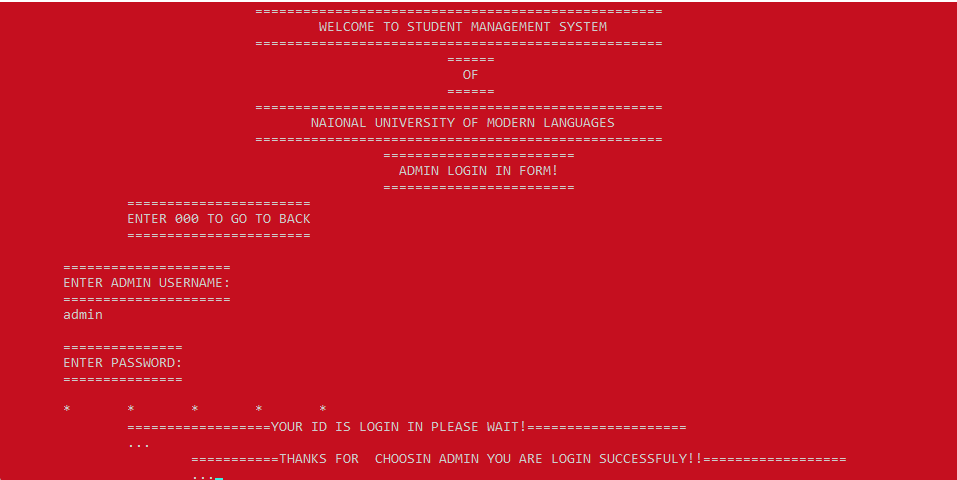 ===================================================
WELCOME TO STUDENT MANAGEMENT SYSTEM
===================================================
======
OF
======
===================================================
NAIONAL UNIVERSITY OF MODERN LANGUAGES
===================================================
========================
ADMIN LOGIN IN FORM!
========================
=======================
ENTER 000 TO GO TO BACK
=======================
=====================
ENTER ADMIN USERNAME:
=====================
admin
===============
ENTER PASSWORD:
===============
* * * * *
==================YOUR ID IS LOGIN IN PLEASE WAIT!====================
...
===========THANKS FOR  CHOOSIN ADMIN YOU ARE LOGIN SUCCESSFULY!!==================
...